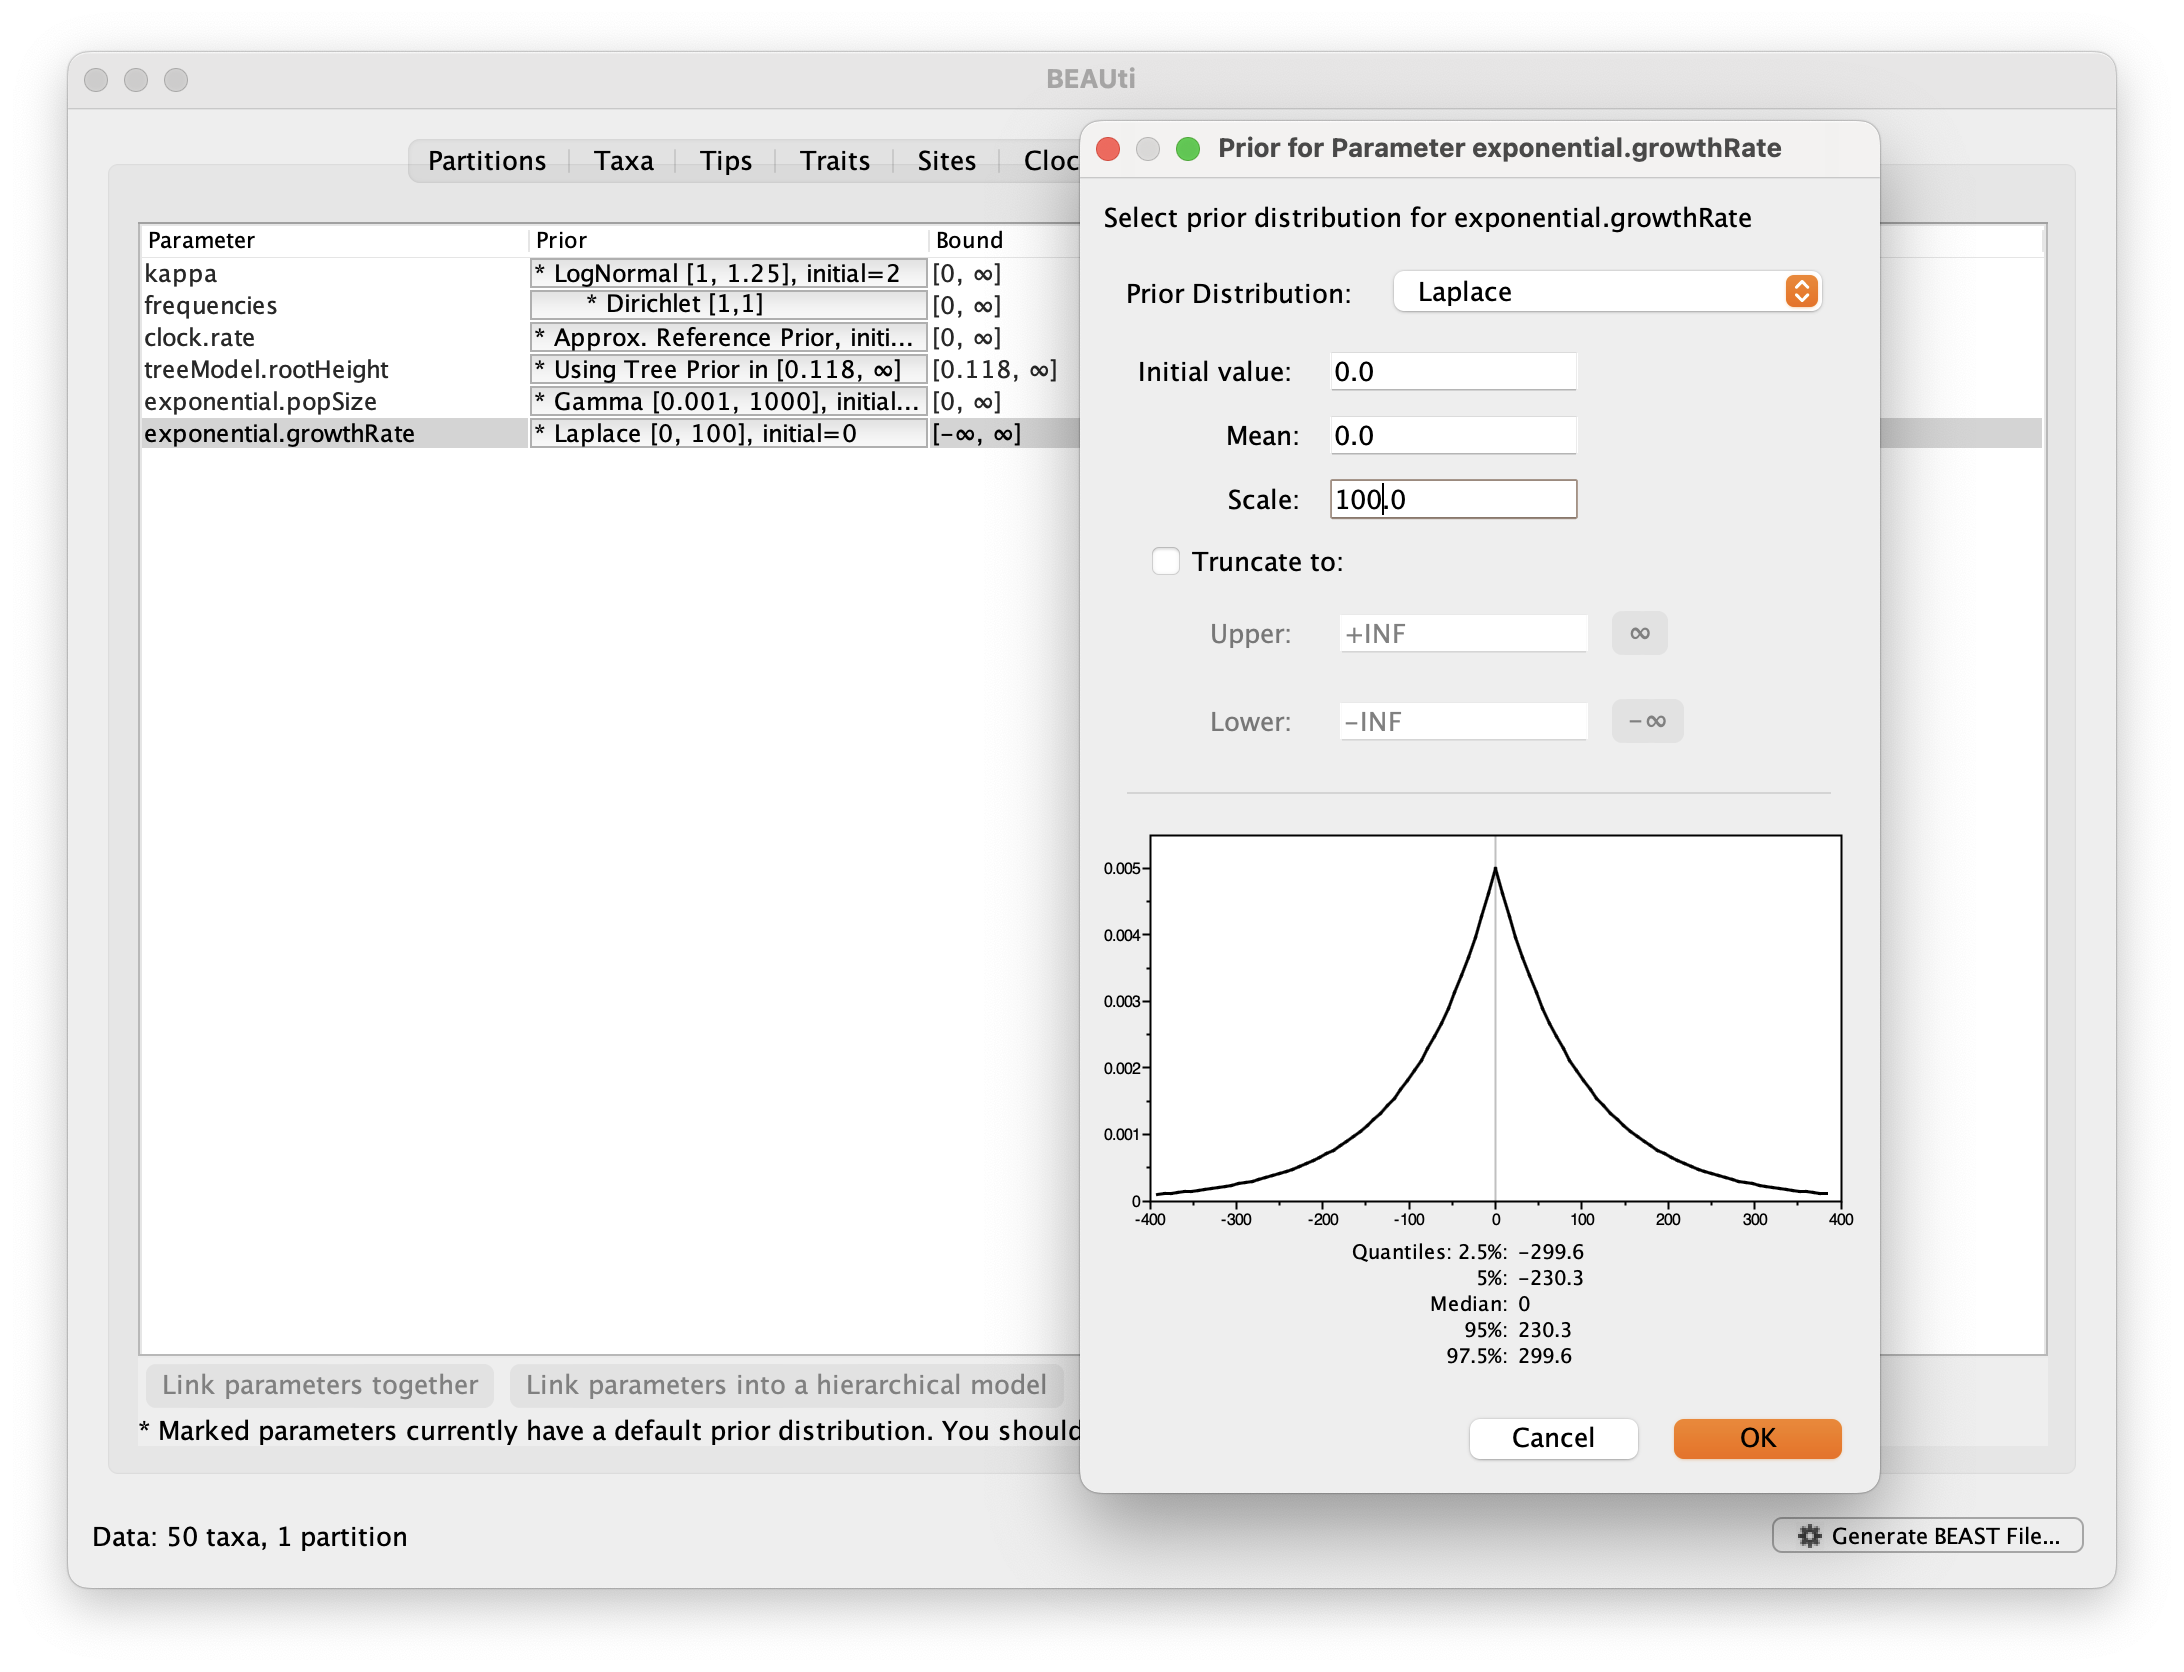 BEAUti
Partitions Taxa Tips Traits Sites
Parameter Prior Bound
kappa * LogNormal [1, 1.25], initial=2 [0, ∞]
frequencies * Dirichlet [1,1] [0, ∞]
clock.rate * Approx. Reference Prior, initi... [0, ∞]
treeModel.rootHeight * Using Tree Prior in [0.118, ∞] [0.118, ∞]
exponential.popSize * Gamma [0.001, 1000], initial... [0, ∞]
exponential.growthRate * Laplace [0, 100], initial=0 [-∞, ∞]
Link parameters together Link parameters into a hierarchical model
* Marked parameters currently have a default prior distribution. You should
Data: 50 taxa, 1 partition
Generate BEAST File...
Prior for Parameter exponential.growthRate
Select prior distribution for exponential.growthRate
Prior Distribution: Laplace
Initial value: 0.0
Mean: 0.0
Scale: 100.0
Truncate to:
Upper: +INF ∞
Lower: -INF -∞
0.005
0.004
0.003
0.002
0.001
0
-400 -300 -200 -100 0 100 200 300 400
Quantiles: 2.5%: -299.6
5%: -230.3
Median: 0
95%: 230.3
97.5%: 299.6
Cancel OK